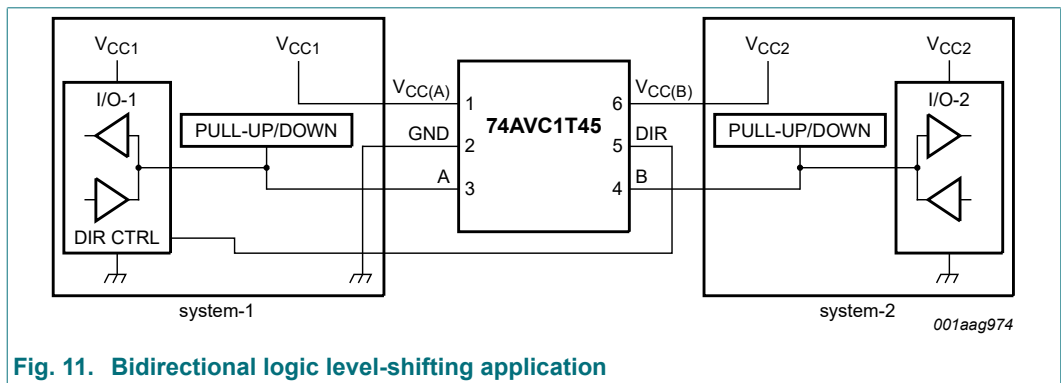 VCC1
VCC1
VCC2
VCC2
I/O-1
PULL-UP/DOWN
DIR CTRL
VCC(A)
GND
A
1
2
3
74AVC1T45
6
5
4
VCC(B)
DIR
B
PULL-UP/DOWN
I/O-2
system-1
system-2
001aag974
Fig. 11. Bidirectional logic level-shifting application